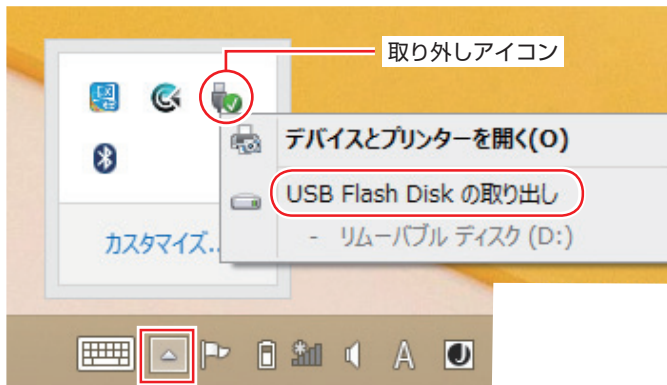 取り外しアイコン
デバイスとプリンターを開く(O)
USB Flash Disk の取り出し
- リムーバブル ディスク (D:)
カスタマイズ..
A